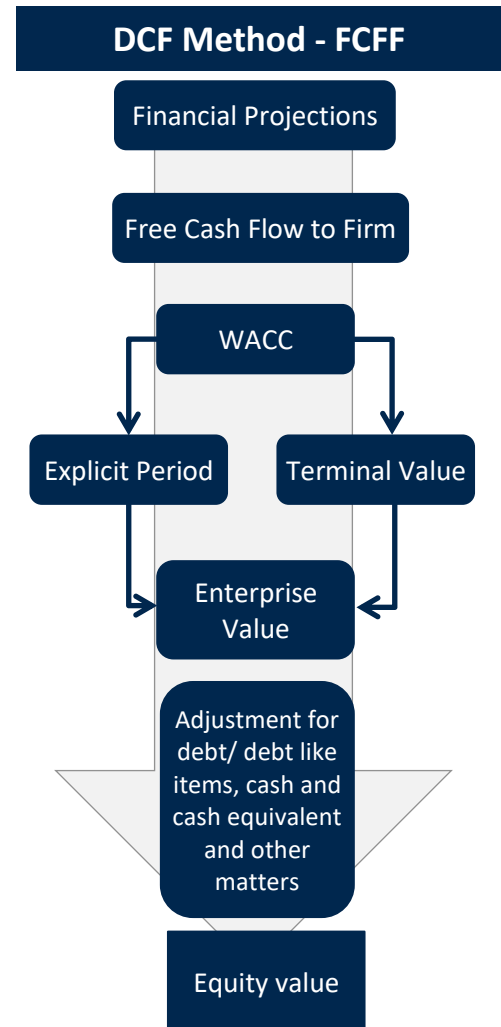 DCF Method - FCFF
Financial Projections
Free Cash Flow to Firm
WACC
Explicit Period
Terminal Value
Enterprise
Value
Adjustment for
debt/ debt like
items, cash and
cash equivalent
and other
matters
Equity value